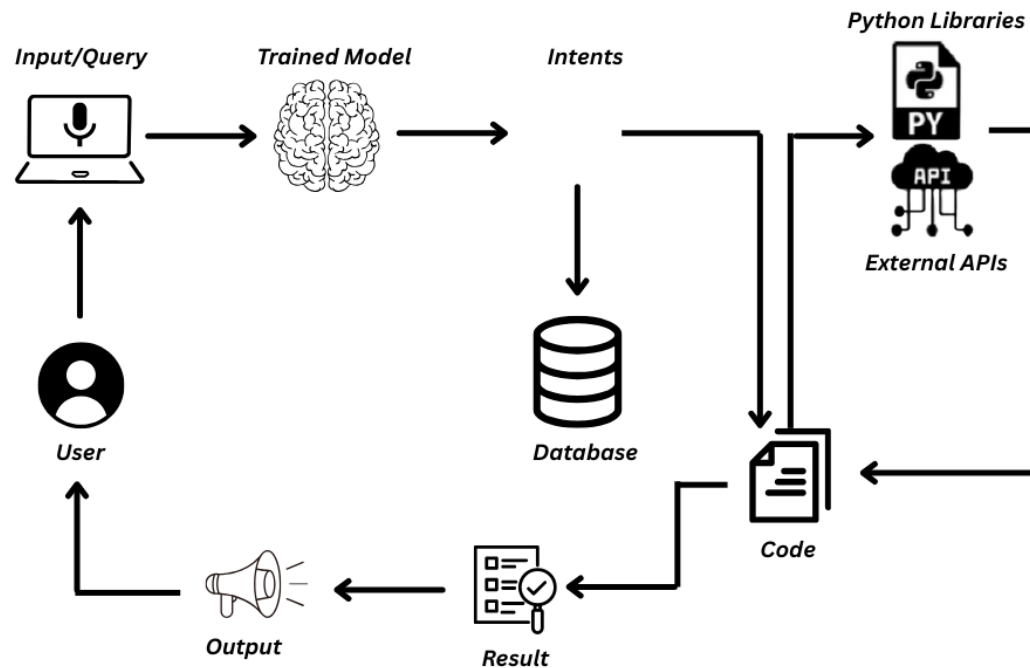 Python Libraries
Input/Query
Trained Model
Intents
PY
API
External APIs
User
Database
Code
Output
Result